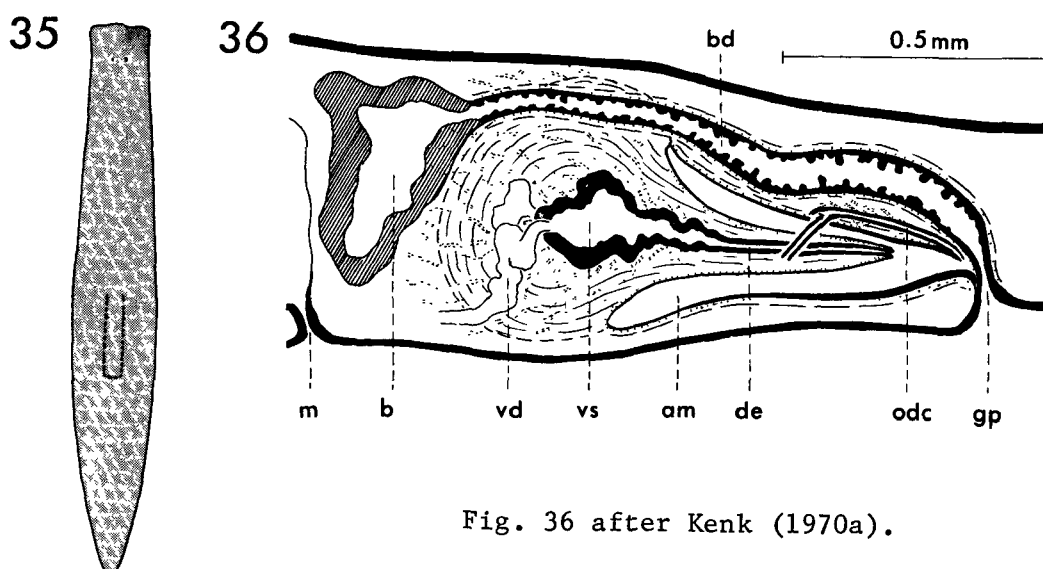 35
36
bd
0.5 mm
m b vd vs am de odc gp
Fig. 36 after Kenk (1970a).